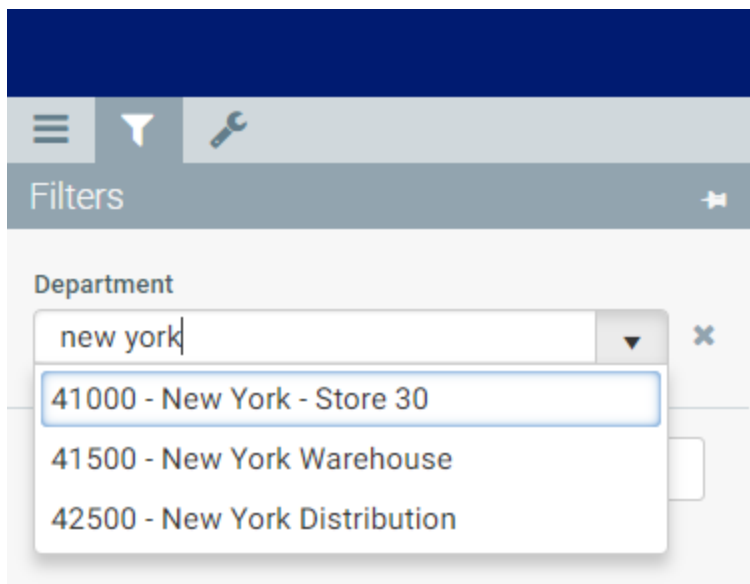 Filters
Department
new york
41000 - New York - Store 30
41500 - New York Warehouse
42500 - New York Distribution